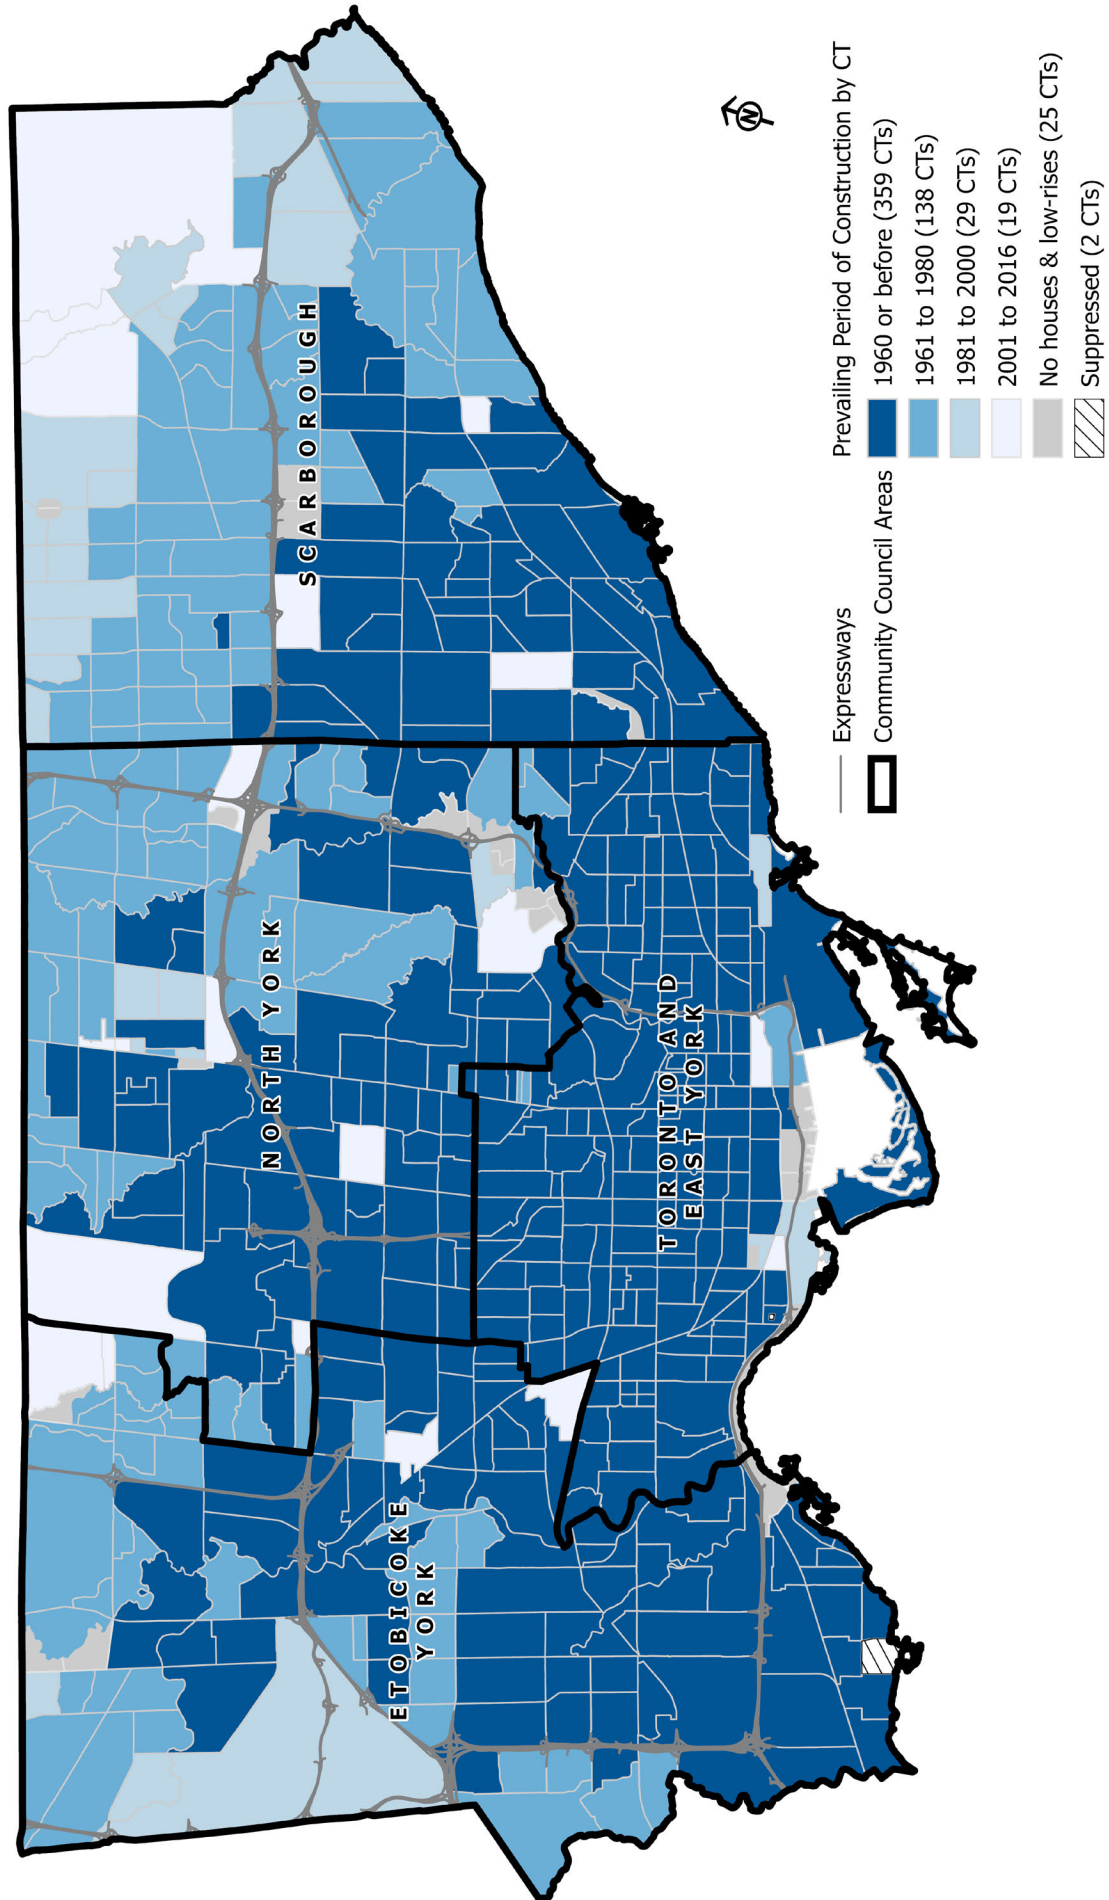 SCARBOROUGH
NORTH YORK
TORONTO AND
EAST YORK
ETOBICOKE
YORK
N
Expressways
Community Council Areas
Prevailing Period of Construction by CT
1960 or before (359 CTs)
1961 to 1980 (138 CTs)
1981 to 2000 (29 CTs)
2001 to 2016 (19 CTs)
No houses & low-rises (25 CTs)
Suppressed (2 CTs)